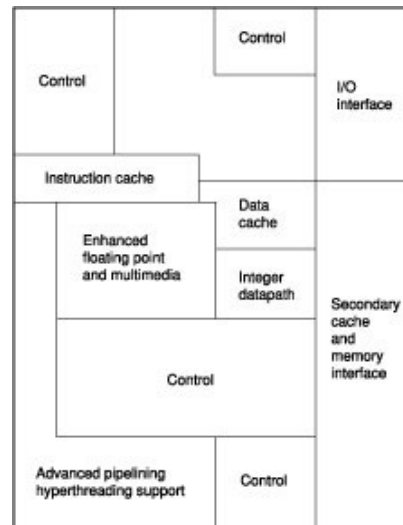 Control
Control
I/O
interface
Instruction cache
Data
cache
Enhanced
floating point
and multimedia
Integer
datapath
Secondary
cache
and
memory
interface
Control
Advanced pipelining
hyperthreading support
Control